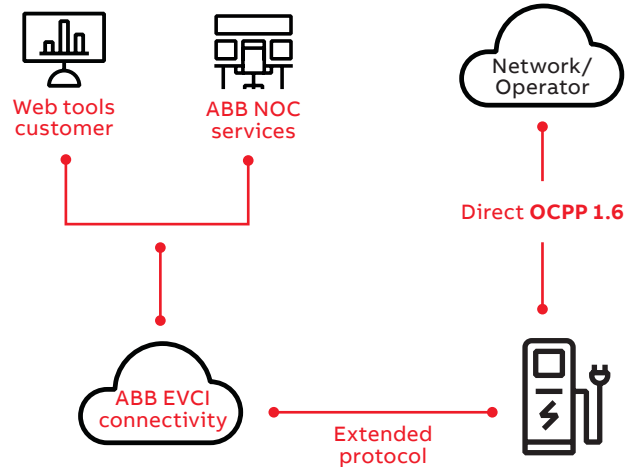 Web tools
customer
ABB NOC
services
Network/
Operator
Direct OCPP 1.6
ABB EVCI
connectivity
Extended
protocol